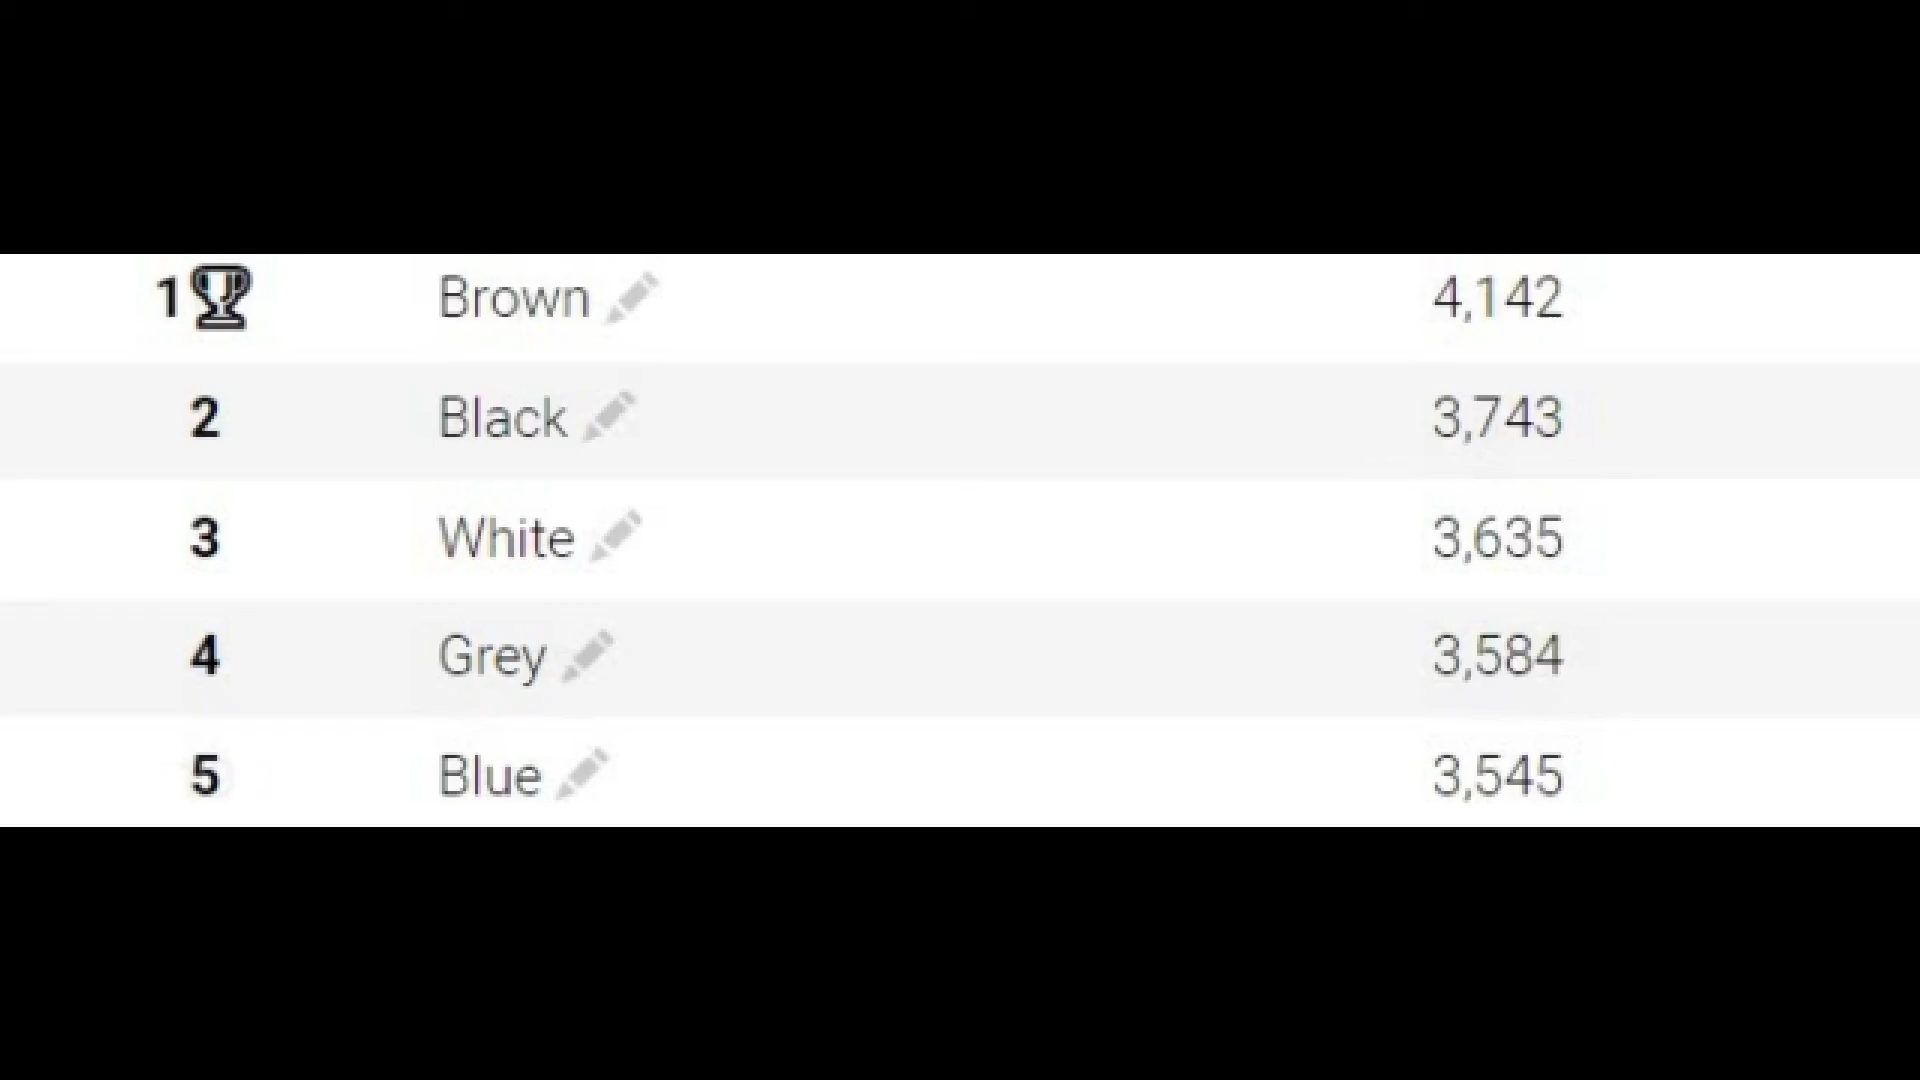 1 Brown 4,142
2 Black 3,743
3 White 3,635
4 Grey 3,584
5 Blue 3,545